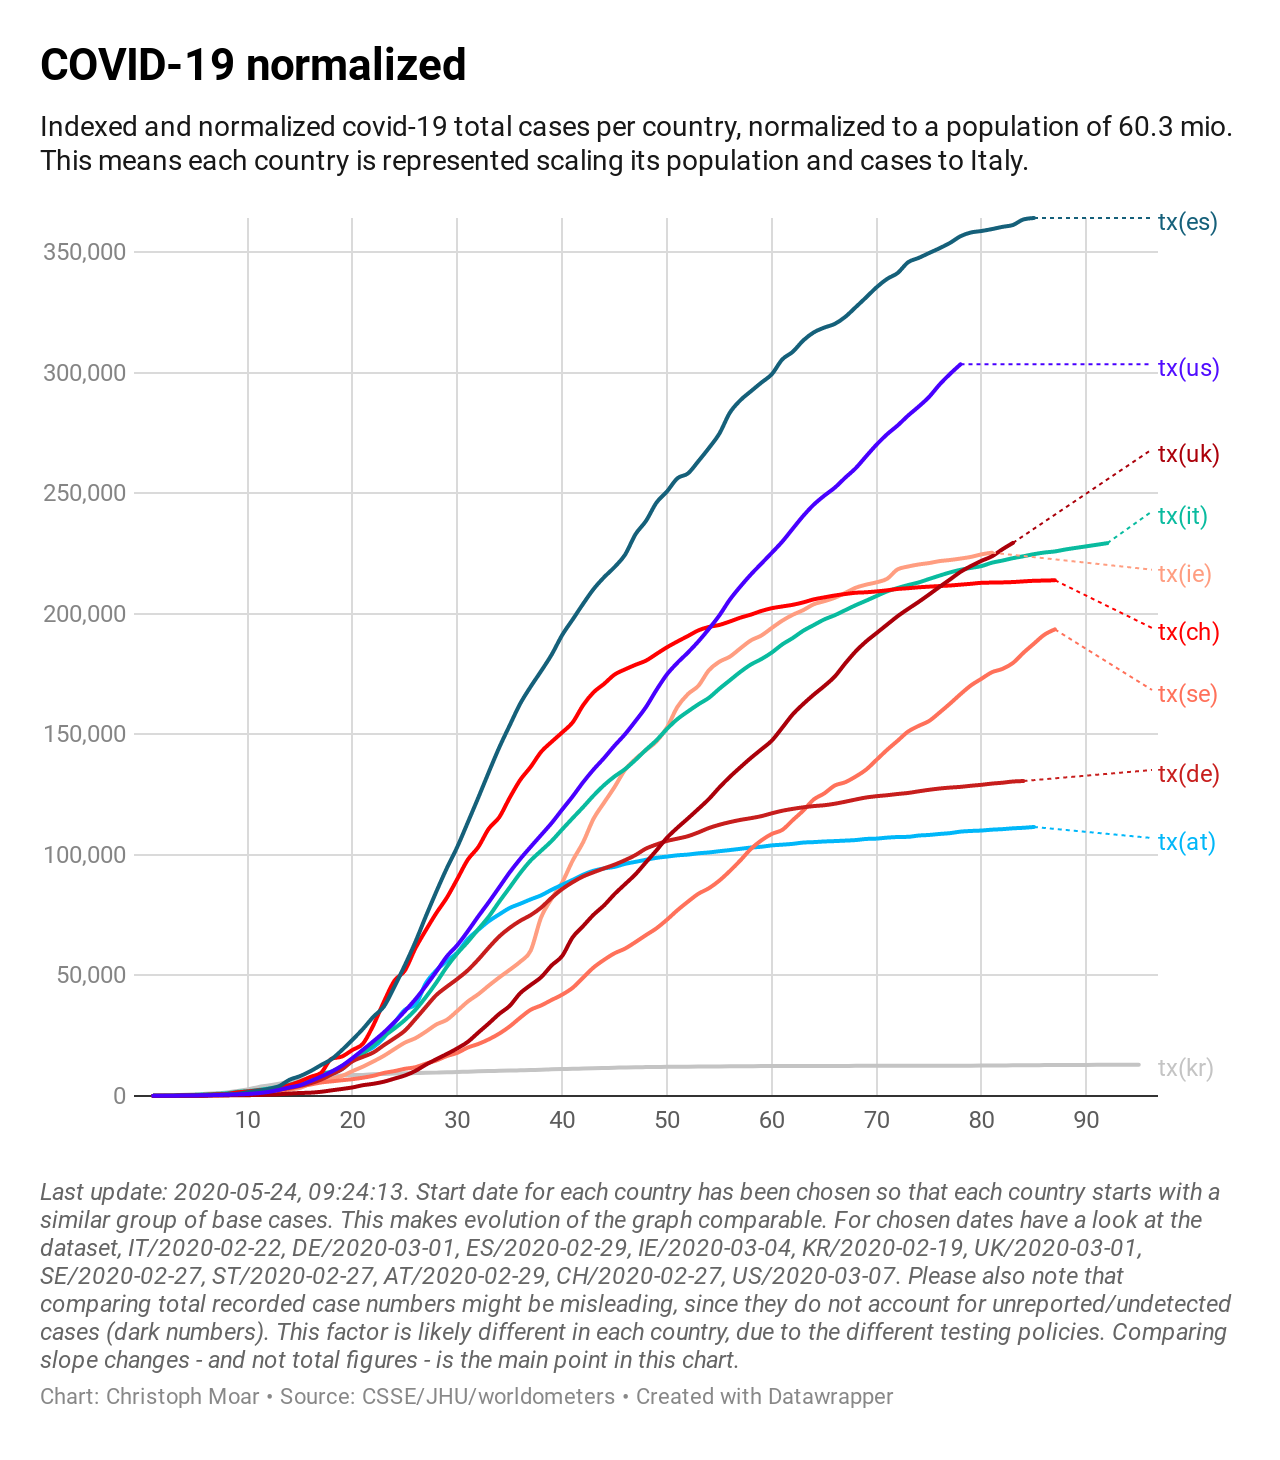 COVID-19 normalized
Indexed and normalized covid-19 total cases per country, normalized to a population of 60.3 mio.
This means each country is represented scaling its population and cases to Italy.
350,000
300,000
250,000
200,000
150,000
100,000
50,000
0
tx(es)
tx(us)
tx(uk)
tx(it)
tx(ie)
tx(ch)
tx(se)
tx(de)
tx(at)
tx(kr)
10 20 30 40 50 60 70 80 90
Last update: 2020-05-24, 09:24:13. Start date for each country has been chosen so that each country starts with a
similar group of base cases. This makes evolution of the graph comparable. For chosen dates have a look at the
dataset, IT/2020-02-22, DE/2020-03-01, ES/2020-02-29, IE/2020-03-04, KR/2020-02-19, UK/2020-03-01,
SE/2020-02-27, ST/2020-02-27, AT/2020-02-29, CH/2020-02-27, US/2020-03-07. Please also note that
comparing total recorded case numbers might be misleading, since they do not account for unreported/undetected
cases (dark numbers). This factor is likely different in each country, due to the different testing policies. Comparing
slope changes - and not total figures - is the main point in this chart.
Chart: Christoph Moar • Source: CSSE/JHU/worldometers • Created with Datawrapper